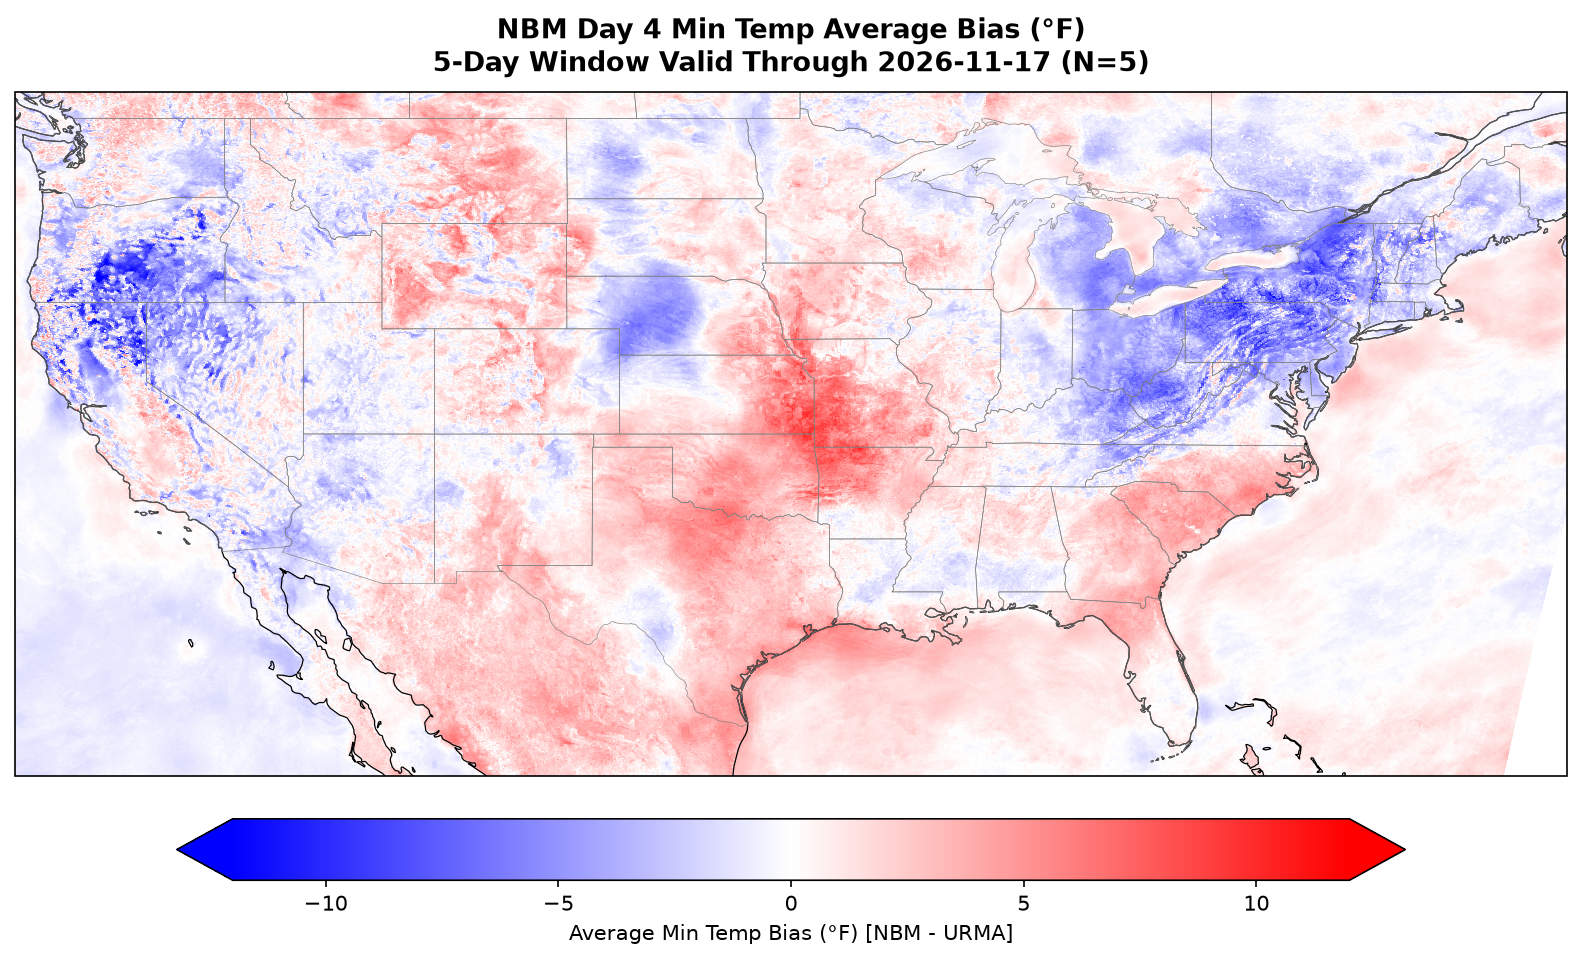 NBM Day 4 Min Temp Average Bias (°F)
5-Day Window Valid Through 2026-11-17 (N=5)
−10 −5 0 5 10
Average Min Temp Bias (°F) [NBM - URMA]